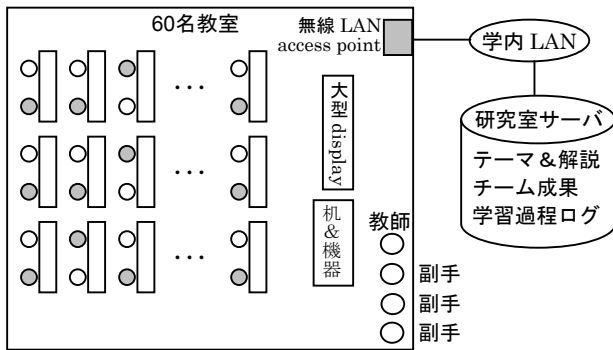 60名教室
無線 LAN
access point
学内 LAN
・・・
大型 display
研究室サーバ
テーマ＆解説
チーム成果
学習過程ログ
・・・
机&機器
教師
・・・
副手
副手
副手